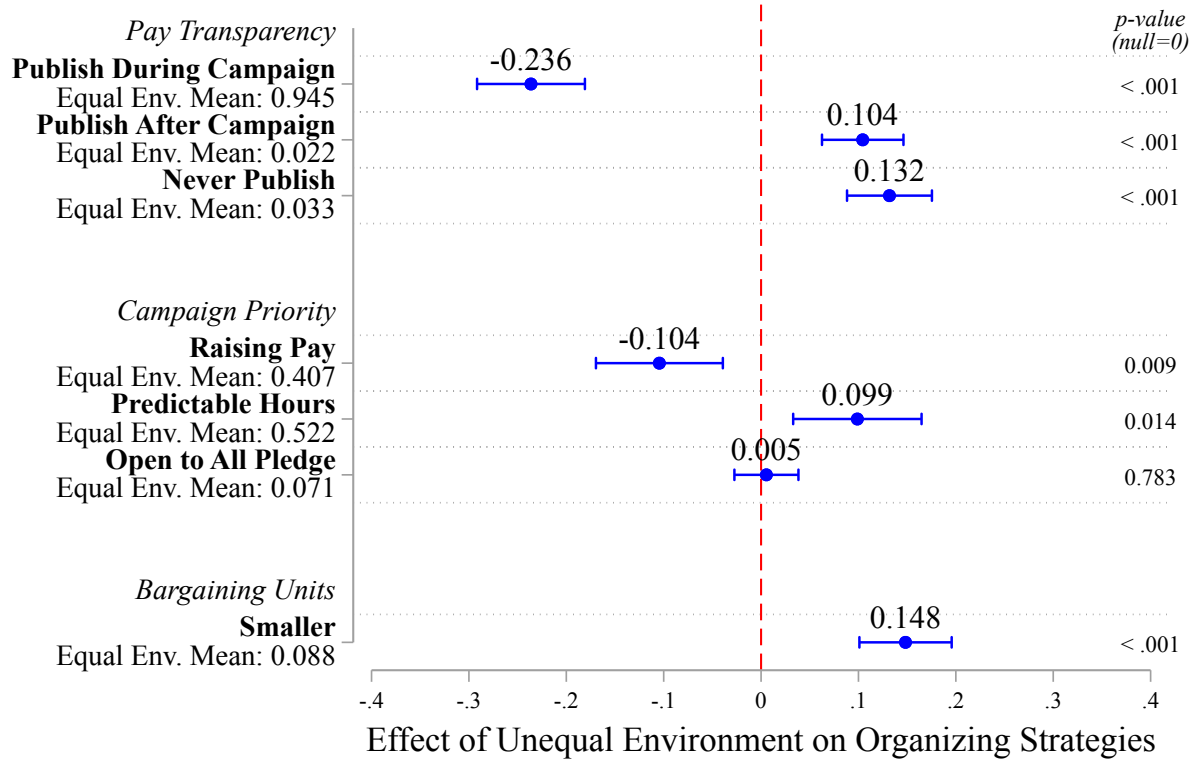 p-value
(null=0)
Pay Transparency
-0.236
Publish During Campaign
Equal Env. Mean: 0.945
< .001
0.104
Publish After Campaign
Equal Env. Mean: 0.022
< .001
0.132
Never Publish
Equal Env. Mean: 0.033
< .001
Campaign Priority
-0.104
Raising Pay
Equal Env. Mean: 0.407
0.009
0.099
Predictable Hours
Equal Env. Mean: 0.522
0.014
0.005
Open to All Pledge
Equal Env. Mean: 0.071
0.783
Bargaining Units
0.148
Smaller
Equal Env. Mean: 0.088
< .001
-.4 -.3 -.2 -.1 0 .1 .2 .3 .4
Effect of Unequal Environment on Organizing Strategies